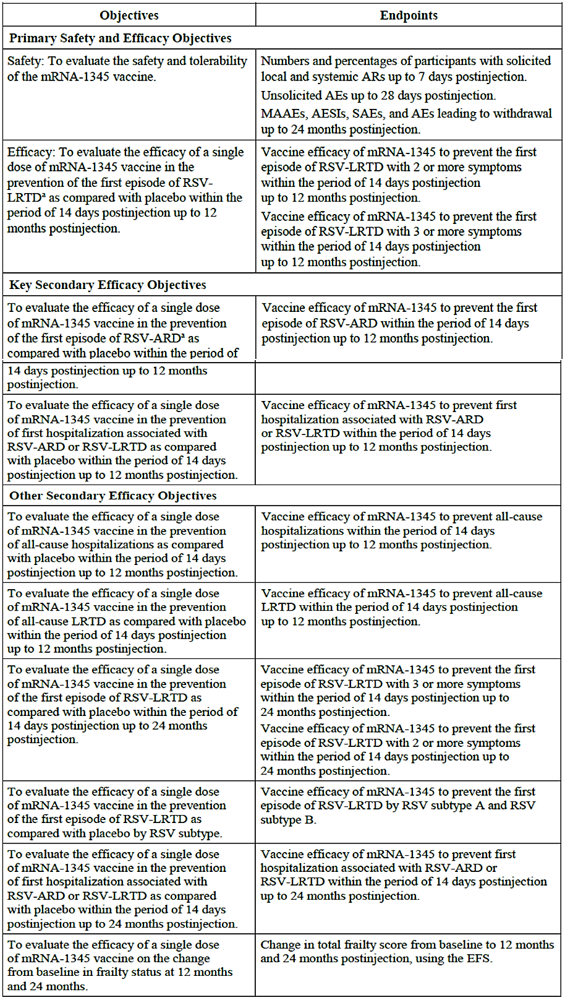 Objectives
Endpoints
Primary Safety and Efficacy Objectives
Safety: To evaluate the safety and tolerability
of the mRNA-1345 vaccine.
Numbers and percentages of participants with solicited
local and systemic ARs up to 7 days postinjection.
Unsolicited AEs up to 28 days postinjection.
MAAEs, AESIs, SAEs, and AEs leading to withdrawal
up to 24 months postinjection.
Efficacy: To evaluate the efficacy of a single
dose of mRNA-1345 vaccine in the
prevention of the first episode of RSV-
LRTDᵃ as compared with placebo within the
period of 14 days postinjection up to 12
months postinjection.
Vaccine efficacy of mRNA-1345 to prevent the first
episode of RSV-LRTD with 2 or more symptoms
within the period of 14 days postinjection
up to 12 months postinjection.
Vaccine efficacy of mRNA-1345 to prevent the first
episode of RSV-LRTD with 3 or more symptoms
within the period of 14 days postinjection
up to 12 months postinjection.
Key Secondary Efficacy Objectives
To evaluate the efficacy of a single dose
of mRNA-1345 vaccine in the prevention
of the first episode of RSV-ARDᵃ as
compared with placebo within the period of
14 days postinjection up to 12 months
postinjection.
Vaccine efficacy of mRNA-1345 to prevent the first
episode of RSV-ARD within the period of 14 days
postinjection up to 12 months postinjection.
To evaluate the efficacy of a single dose
of mRNA-1345 vaccine in the prevention
of first hospitalization associated with
RSV-ARD or RSV-LRTD as compared
with placebo within the period of 14 days
postinjection up to 12 months postinjection.
Vaccine efficacy of mRNA-1345 to prevent first
hospitalization associated with RSV-ARD
or RSV-LRTD within the period of 14 days
postinjection up to 12 months postinjection.
Other Secondary Efficacy Objectives
To evaluate the efficacy of a single dose
of mRNA-1345 vaccine in the prevention
of all-cause hospitalizations as compared
with placebo within the period of 14 days
postinjection up to 12 months postinjection.
Vaccine efficacy of mRNA-1345 to prevent all-cause
hospitalizations within the period of 14 days
postinjection up to 12 months postinjection.
To evaluate the efficacy of a single dose
of mRNA-1345 vaccine in the prevention
of all-cause LRTD as compared with placebo
within the period of 14 days postinjection
up to 12 months postinjection.
Vaccine efficacy of mRNA-1345 to prevent all-cause
LRTD within the period of 14 days postinjection
up to 12 months postinjection.
To evaluate the efficacy of a single dose
of mRNA-1345 vaccine in the prevention
of the first episode of RSV-LRTD as
compared with placebo within the period of
14 days postinjection up to 24 months
postinjection.
Vaccine efficacy of mRNA-1345 to prevent the first
episode of RSV-LRTD with 3 or more symptoms
within the period of 14 days postinjection up to
24 months postinjection.
Vaccine efficacy of mRNA-1345 to prevent the first
episode of RSV-LRTD with 2 or more symptoms
within the period of 14 days postinjection up to
24 months postinjection.
To evaluate the efficacy of a single dose
of mRNA-1345 vaccine in the prevention
of the first episode of RSV-LRTD as
compared with placebo by RSV subtype.
Vaccine efficacy of mRNA-1345 to prevent the first
episode of RSV-LRTD by RSV subtype A and RSV
subtype B.
To evaluate the efficacy of a single dose
of mRNA-1345 vaccine in the prevention
of first hospitalization associated with
RSV-ARD or RSV-LRTD as compared
with placebo within the period of 14 days
postinjection up to 24 months postinjection.
Vaccine efficacy of mRNA-1345 to prevent first
hospitalization associated with RSV-ARD or
RSV-LRTD within the period of 14 days postinjection
up to 24 months postinjection.
To evaluate the efficacy of a single dose
of mRNA-1345 vaccine on the change
from baseline in frailty status at 12 months
and 24 months.
Change in total frailty score from baseline to 12 months
and 24 months postinjection, using the EFS.